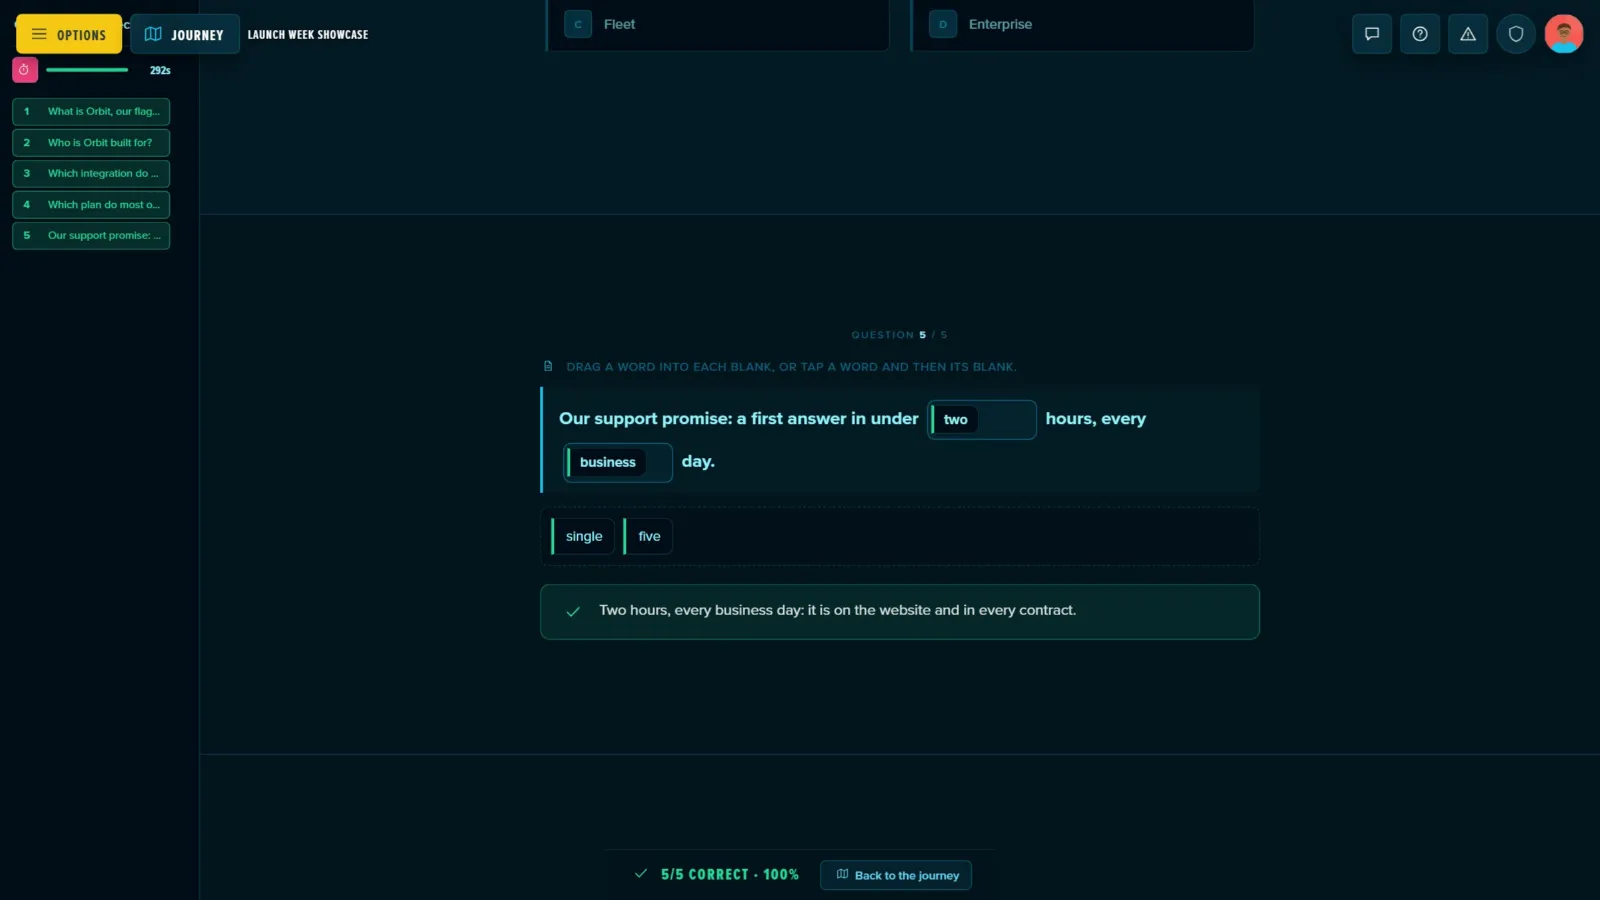 OPTIONS
JOURNEY
LAUNCH WEEK SHOWCASE
C Fleet
D Enterprise
292s
1 What is Orbit, our flag...
2 Who is Orbit built for?
3 Which integration do ...
4 Which plan do most o...
5 Our support promise: ...
QUESTION 5 / 5
DRAG A WORD INTO EACH BLANK, OR TAP A WORD AND THEN ITS BLANK.
Our support promise: a first answer in under two hours, every
business day.
single five
Two hours, every business day: it is on the website and in every contract.
5/5 CORRECT · 100%
Back to the journey